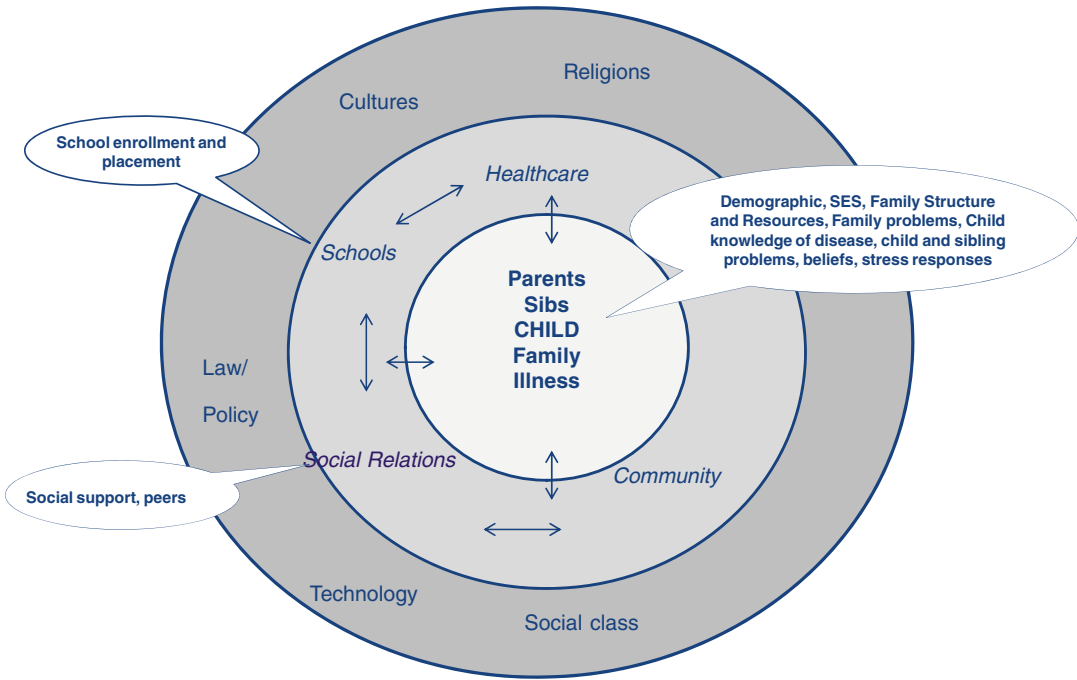 Religions
Cultures
School enrollment and
placement
Healthcare
Demographic, SES, Family Structure
and Resources, Family problems, Child
knowledge of disease, child and sibling
problems, beliefs, stress responses
Schools
Parents
Sibs
CHILD
Family
Illness
Law/
Policy
Social Relations
Community
Social support, peers
Technology
Social class